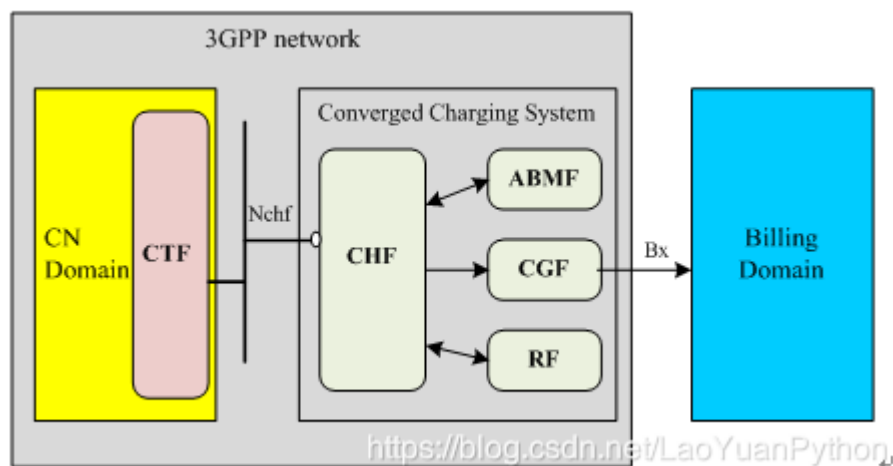 3GPP network
Converged Charging System
CN
Domain
CTF
Nchf
CHF
ABMF
CGF
RF
Bx
Billing
Domain
https://blog.csdn.net/LaoYuanPython